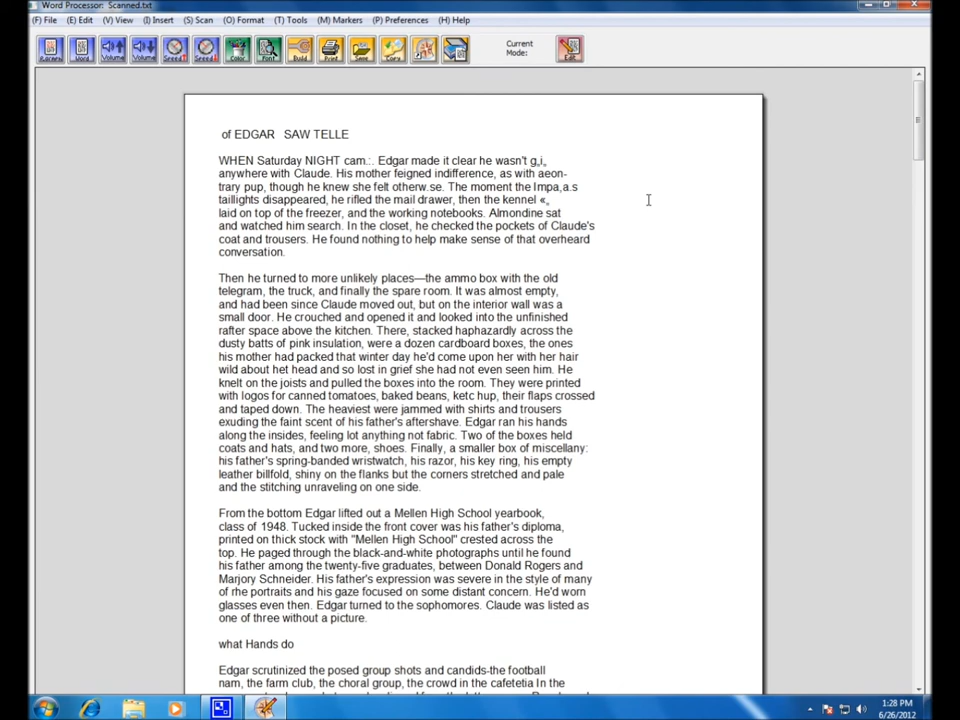 Word Processor: Scanned.txt
(F) File (E) Edit (V) View (I) Insert (S) Scan (O) Format (T) Tools (M) Markers (P) Preferences (H) Help
Word Volume Volume Color Font Build Print Save Copy Current Mode: Edit
of EDGAR SAW TELLE
WHEN Saturday NIGHT cam.:. Edgar made it clear he wasn't g„i„
anywhere with Claude. His mother feigned indifference, as with aeon-
trary pup, though he knew she felt otherw.se. The moment the Impa,a.s
taillights disappeared, he rifled the mail drawer, then the kennel «„
laid on top of the freezer, and the working notebooks. Almondine sat
and watched him search. In the closet, he checked the pockets of Claude's
coat and trousers. He found nothing to help make sense of that overheard
conversation.
Then he turned to more unlikely places—the ammo box with the old
telegram, the truck, and finally the spare room. It was almost empty,
and had been since Claude moved out, but on the interior wall was a
small door. He crouched and opened it and looked into the unfinished
rafter space above the kitchen. There, stacked haphazardly across the
dusty batts of pink insulation, were a dozen cardboard boxes, the ones
his mother had packed that winter day he'd come upon her with her hair
wild about het head and so lost in grief she had not even seen him. He
knelt on the joists and pulled the boxes into the room. They were printed
with logos for canned tomatoes, baked beans, ketc hup, their flaps crossed
and taped down. The heaviest were jammed with shirts and trousers
exuding the faint scent of his father's aftershave. Edgar ran his hands
along the insides, feeling lot anything not fabric. Two of the boxes held
coats and hats, and two more, shoes. Finally, a smaller box of miscellany:
his father's spring-banded wristwatch, his razor, his key ring, his empty
leather billfold, shiny on the flanks but the corners stretched and pale
and the stitching unraveling on one side.
From the bottom Edgar lifted out a Mellen High School yearbook,
class of 1948. Tucked inside the front cover was his father's diploma,
printed on thick stock with "Mellen High School" crested across the
top. He paged through the black-and-white photographs until he found
his father among the twenty-five graduates, between Donald Rogers and
Marjory Schneider. His father's expression was severe in the style of many
of rhe portraits and his gaze focused on some distant concern. He'd worn
glasses even then. Edgar turned to the sophomores. Claude was listed as
one of three without a picture.
what Hands do
Edgar scrutinized the posed group shots and candids-the football
nam, the farm club, the choral group, the crowd in the cafetetia In the
1:28 PM
6/26/2012